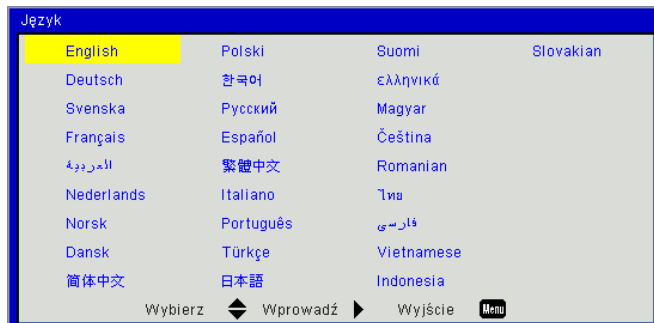 Język
English Polski Suomi Slovakian
Deutsch 한국어 ελληνικά
Svenska Русский Magyar
Français Español Čeština
العربية 繁體中文 Romanian
Nederlands Italiano ไทย
Norsk Português فارسی
Dansk Türkçe Vietnamese
简体中文 日本語 Indonesia
Wybierz Wprowadź Wyjście Menu